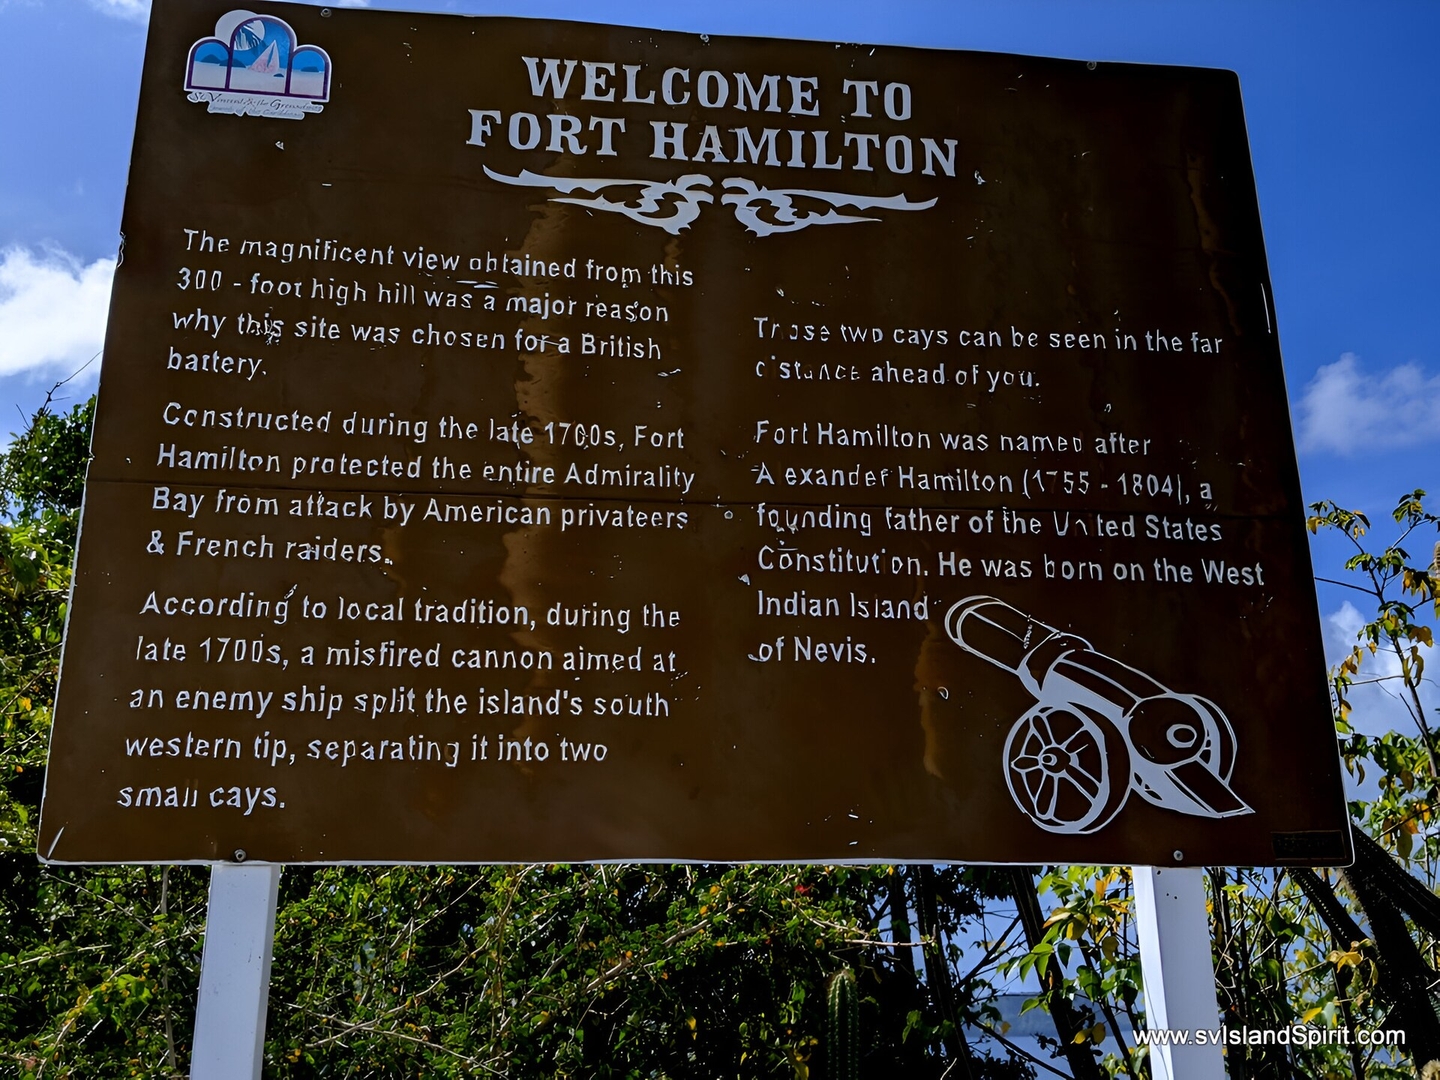 St. Vincent & the Grenadines
WELCOME TO
FORT HAMILTON
The magnificent view obtained from this
300 - foot high hill was a major reason
why this site was chosen for a British
battery.
Constructed during the late 1700s, Fort
Hamilton protected the entire Admirality
Bay from attack by American privateers
& French raiders.
According to local tradition, during the
late 1700s, a misfired cannon aimed at
an enemy ship split the island's south
western tip, separating it into two
small cays.
These two cays can be seen in the far
distance ahead of you.
Fort Hamilton was named after
Alexander Hamilton (1755 - 1804), a
founding father of the United States
Constitution. He was born on the West
Indian Island
of Nevis.
www.svIslandSpirit.com